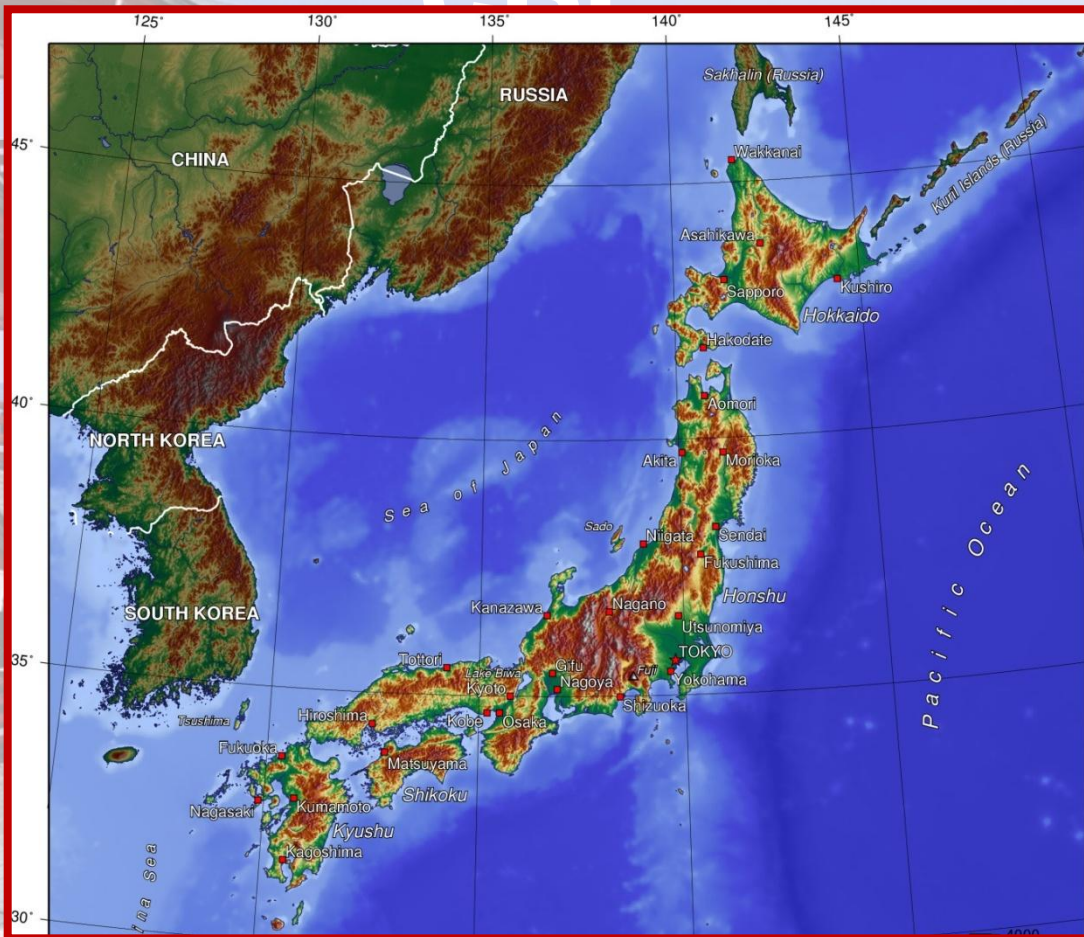 125°
130°
135°
140°
145°
Sakhalin (Russia)
RUSSIA
45°
CHINA
Wakkanai
Kuril Islands (Russia)
Asahikawa
Sapporo
Kushiro
Hokkaido
Hakodate
40°
Aomori
NORTH KOREA
Sea of Japan
Akita
Morioka
Pacific Ocean
Sado
Niigata
Sendai
Fukushima
Honshu
SOUTH KOREA
Kanazawa
Nagano
Utsunomiya
TOKYO
35°
Tottori
Lake Biwa
Gifu
Fuji
Yokohama
Kyoto
Nagoya
Shizuoka
Tsushima
Hiroshima
Kobe
Osaka
Fukuoka
Matsuyama
Shikoku
Nagasaki
Kumamoto
Kyushu
Kagoshima
ina Sea
30°